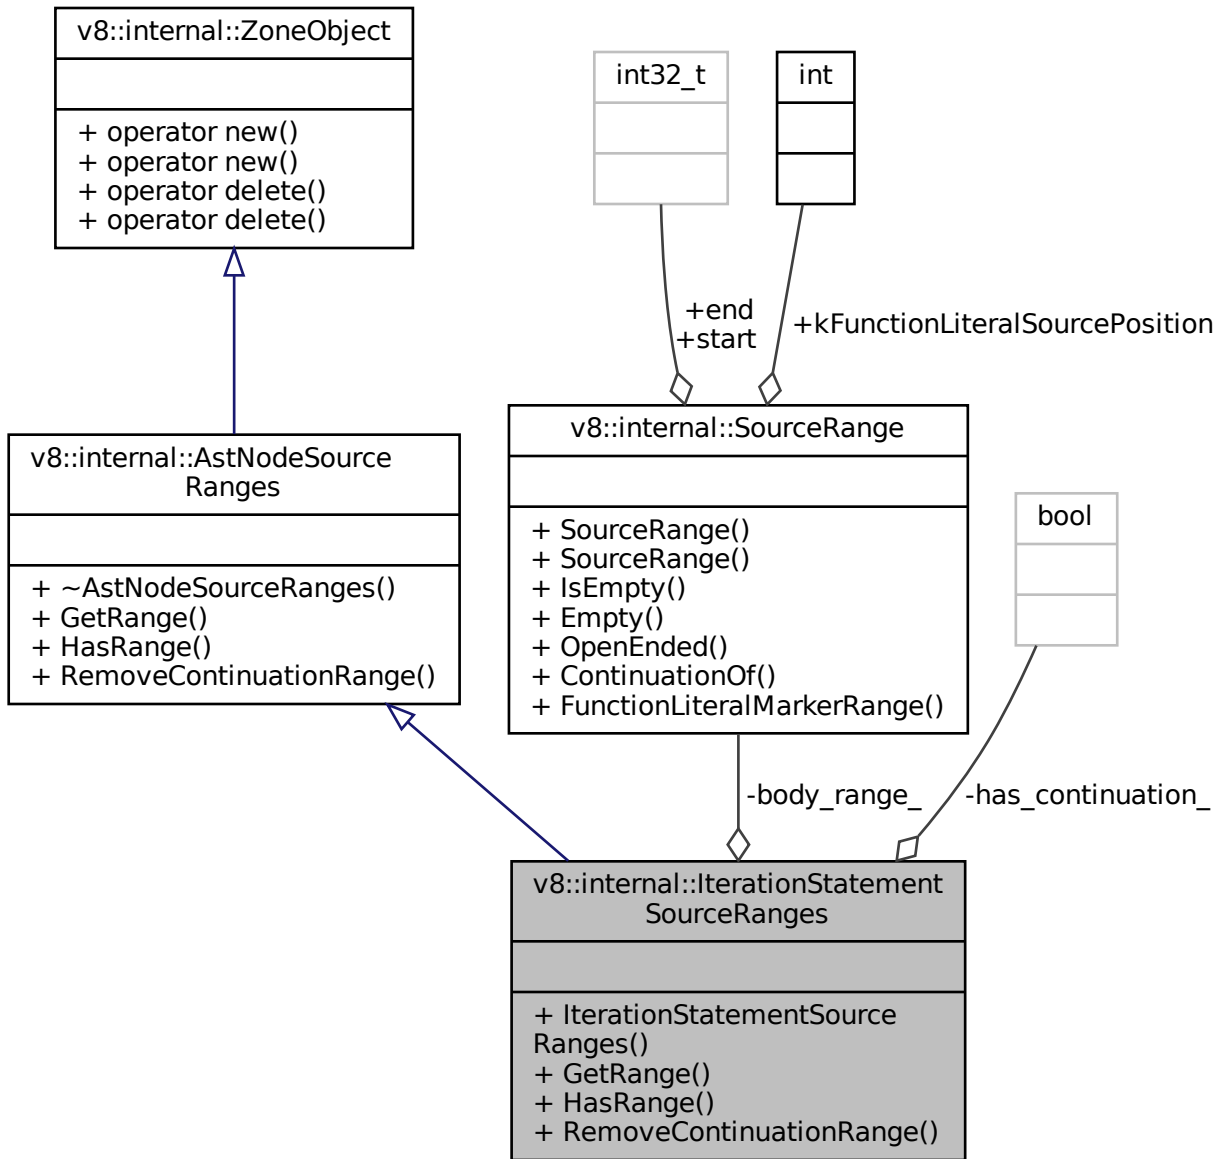 v8::internal::ZoneObject
+ operator new()
+ operator new()
+ operator delete()
+ operator delete()
int32_t
int
+end
+start
+kFunctionLiteralSourcePosition
v8::internal::AstNodeSource
Ranges
+ ~AstNodeSourceRanges()
+ GetRange()
+ HasRange()
+ RemoveContinuationRange()
v8::internal::SourceRange
+ SourceRange()
+ SourceRange()
+ IsEmpty()
+ Empty()
+ OpenEnded()
+ ContinuationOf()
+ FunctionLiteralMarkerRange()
bool
-body_range_
-has_continuation_
v8::internal::IterationStatement
SourceRanges
+ IterationStatementSource
Ranges()
+ GetRange()
+ HasRange()
+ RemoveContinuationRange()